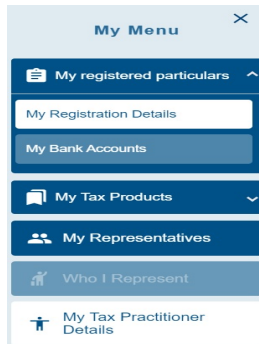 My Menu
My registered particulars
My Registration Details
My Bank Accounts
My Tax Products
My Representatives
Who I Represent
My Tax Practitioner
Details